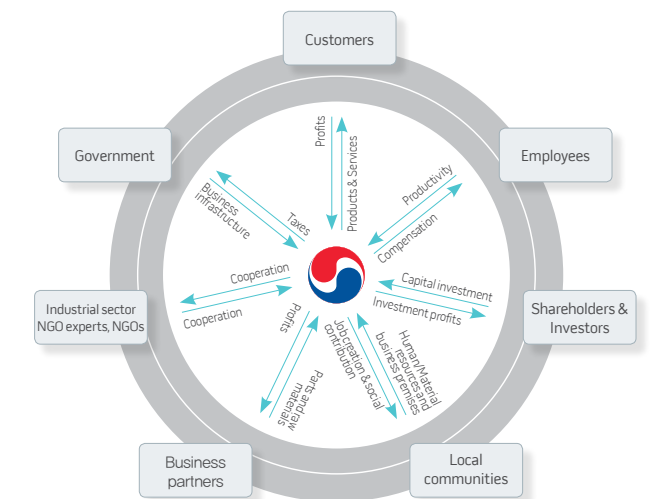 Customers
Government
Employees
Profits
Products & Services
Business
infrastructure
Taxes
Productivity
Compensation
Cooperation
Cooperation
Capital investment
Investment profits
Industrial sector
NGO experts, NGOs
Shareholders &
Investors
Profits
Parts and raw
materials
Job creation & social
contribution
Human/Material
resources and
business premises
Business
partners
Local
communities